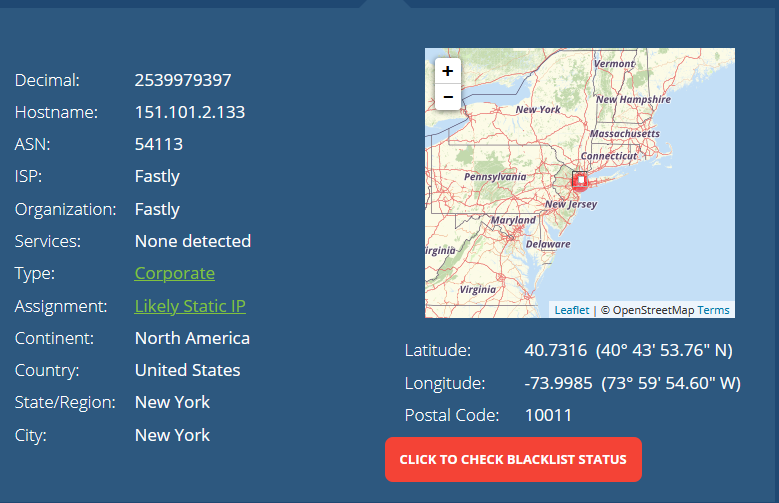 Decimal: 2539979397
Hostname: 151.101.2.133
ASN: 54113
ISP: Fastly
Organization: Fastly
Services: None detected
Type: Corporate
Assignment: Likely Static IP
Continent: North America
Country: United States
State/Region: New York
City: New York
+
−
Vermont
New York
New Hampshire
Massachusetts
Connecticut
Pennsylvania
New Jersey
Maryland
Delaware
irginia
Virginia
Leaflet | © OpenStreetMap Terms
Latitude: 40.7316 (40° 43' 53.76" N)
Longitude: -73.9985 (73° 59' 54.60" W)
Postal Code: 10011
CLICK TO CHECK BLACKLIST STATUS